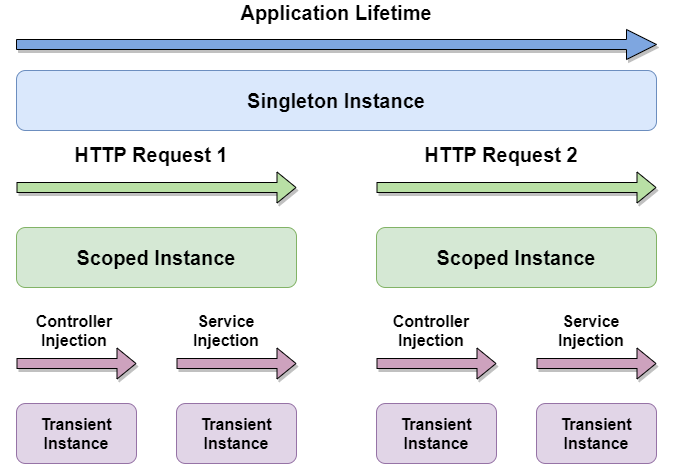 Application Lifetime
Singleton Instance
HTTP Request 1
HTTP Request 2
Scoped Instance
Scoped Instance
Controller
Injection
Service
Injection
Controller
Injection
Service
Injection
Transient
Instance
Transient
Instance
Transient
Instance
Transient
Instance